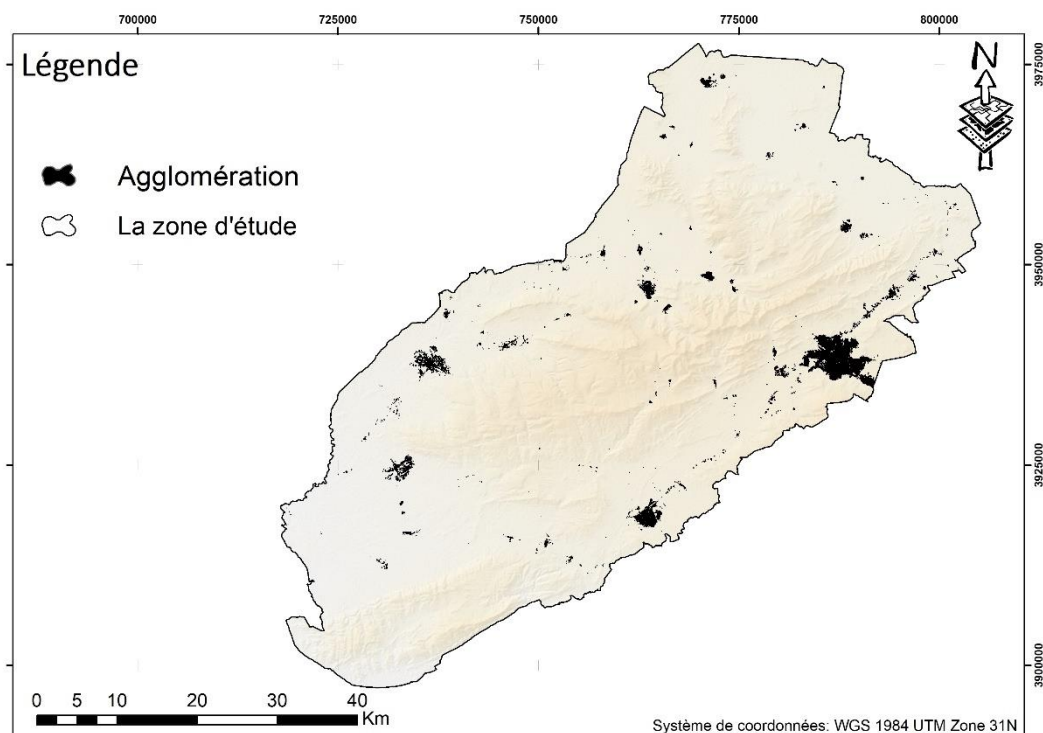 700000 725000 750000 775000 800000
Légende
N
3975000
Agglomération
La zone d'étude
3950000
3925000
3900000
0 5 10 20 30 40
Km
Système de coordonnées: WGS 1984 UTM Zone 31N